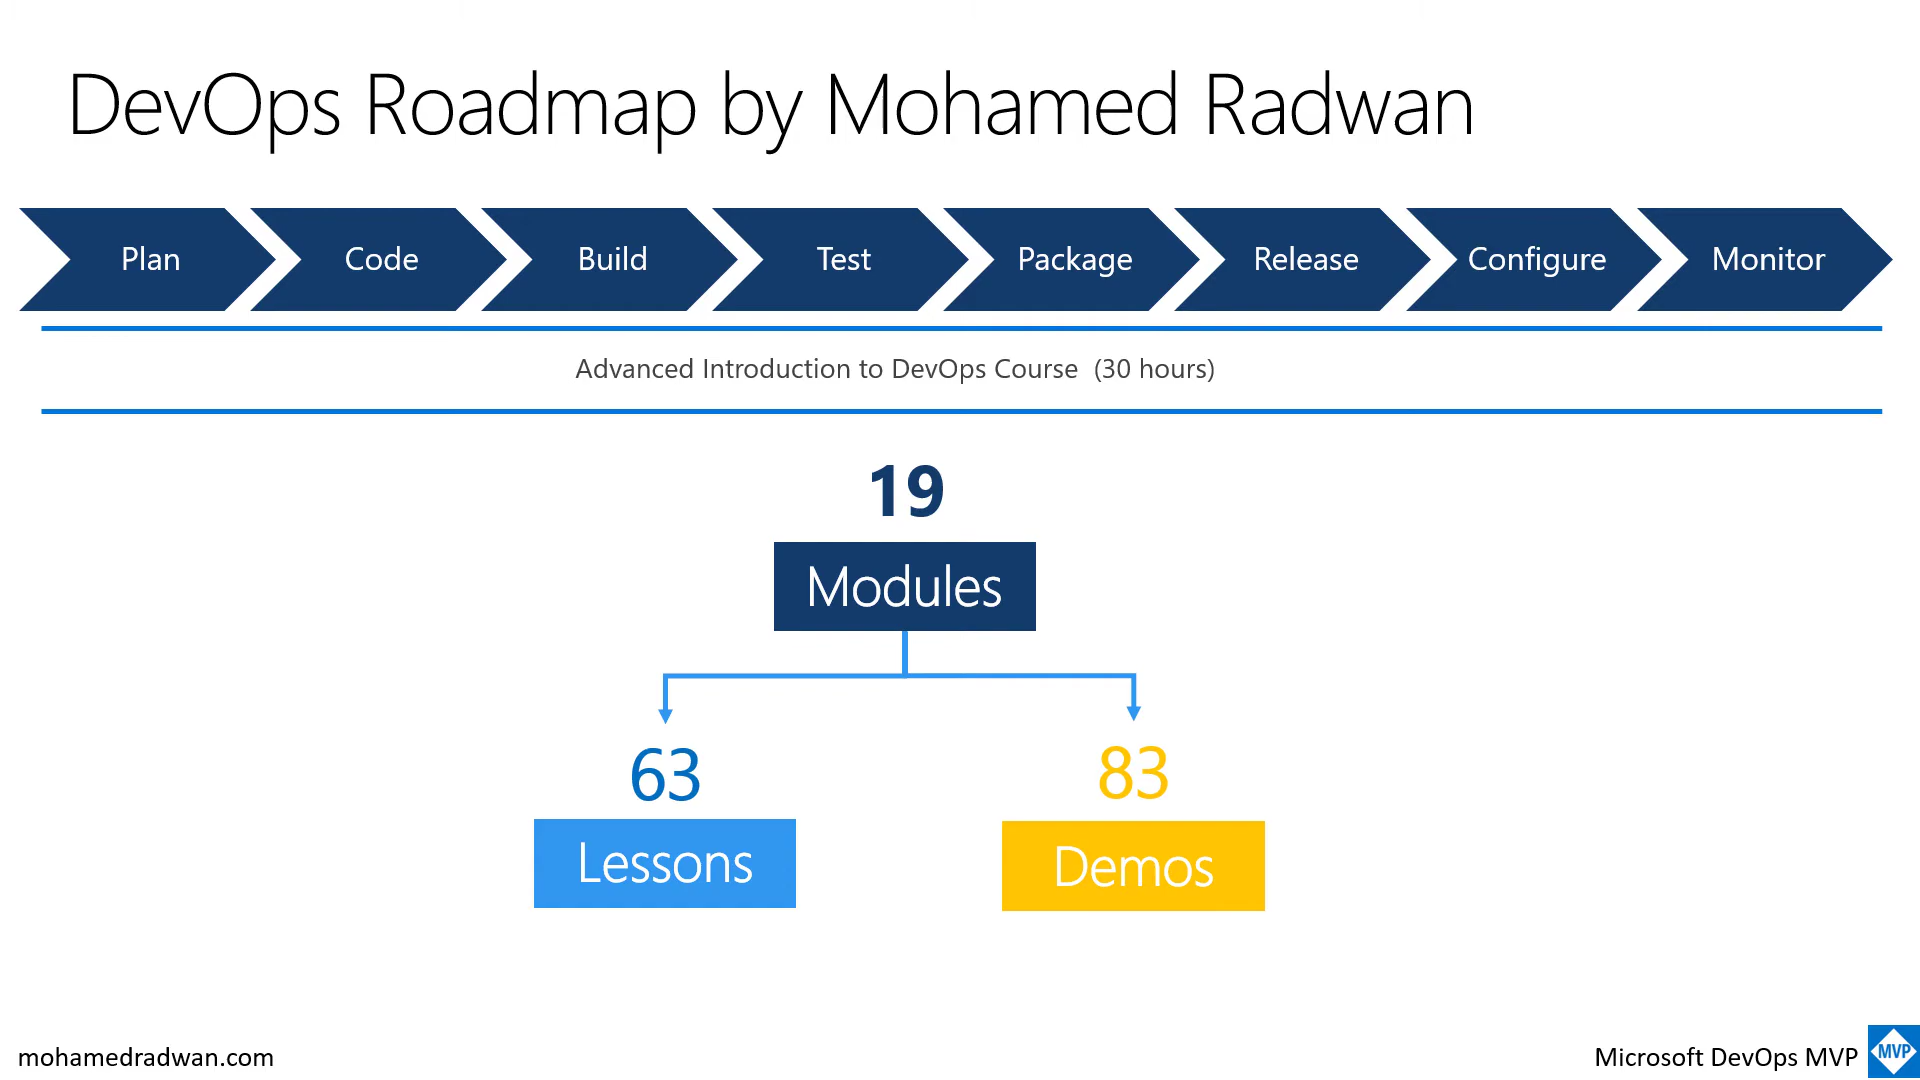 DevOps Roadmap by Mohamed Radwan
Plan
Code
Build
Test
Package
Release
Configure
Monitor
Advanced Introduction to DevOps Course (30 hours)
19
Modules
63
83
Lessons
Demos
mohamedradwan.com
Microsoft DevOps MVP
MVP